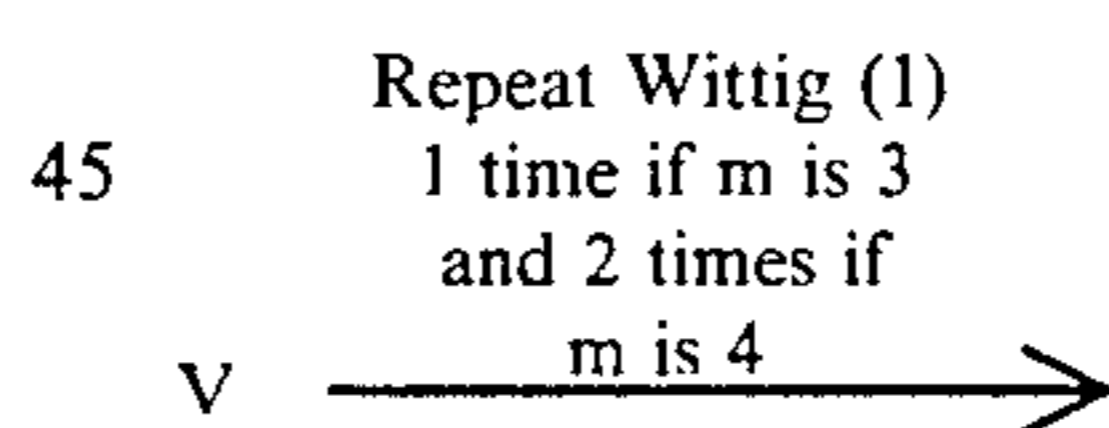 Repeat Wittig (1)
45 1 time if m is 3
and 2 times if
m is 4
V